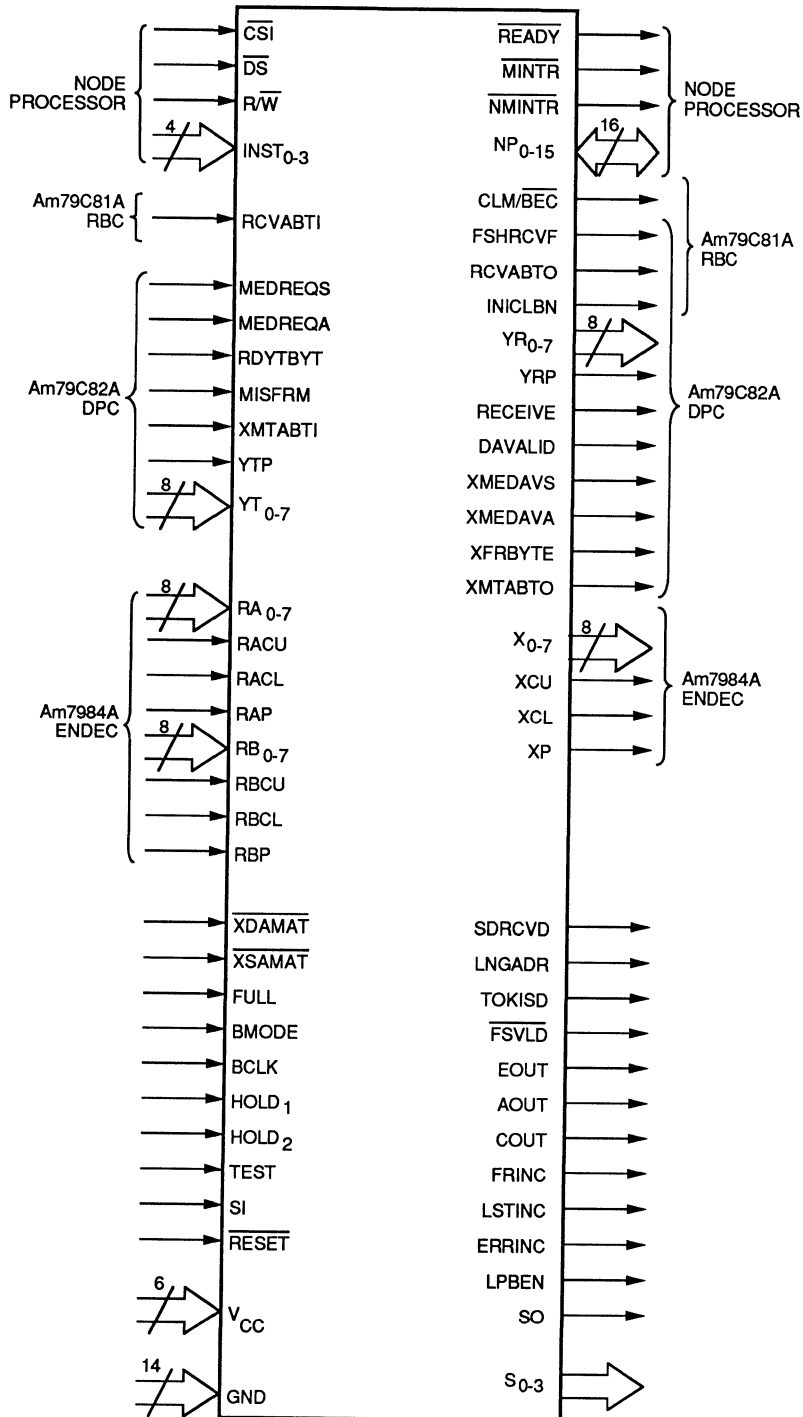 NODE
PROCESSOR
CSI
DS
R/W
4
INST0-3
Am79C81A
RBC
RCVABTI
Am79C82A
DPC
MEDREQS
MEDREQA
RDYTBYT
MISFRM
XMTABTI
YTP
8
YT0-7
Am7984A
ENDEC
8
RA0-7
RACU
RACL
RAP
8
RB0-7
RBCU
RBCL
RBP
XDAMAT
XSAMAT
FULL
BMODE
BCLK
HOLD1
HOLD2
TEST
SI
RESET
6
VCC
14
GND
READY
MINTR
NMINTR
NP0-15
16
NODE
PROCESSOR
CLM/BEC
FSHRCVF
RCVABTO
INICLBN
Am79C81A
RBC
YR0-7
8
YRP
RECEIVE
DAVALID
XMEDAVS
XMEDAVA
XFRBYTE
XMTABTO
Am79C82A
DPC
X0-7
8
XCU
XCL
XP
Am7984A
ENDEC
SDRCVD
LNGADR
TOKISD
FSVLD
EOUT
AOUT
COUT
FRINC
LSTINC
ERRINC
LPBEN
SO
S0-3